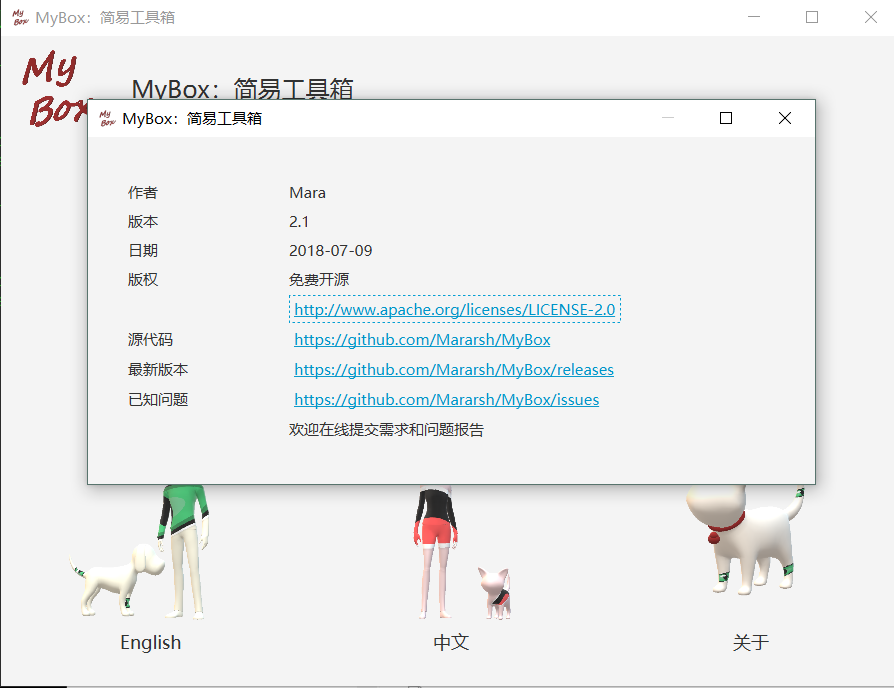 My Box MyBox：简易工具箱
My Box
MyBox：简易工具箱
My Box MyBox：简易工具箱
作者 Mara
版本 2.1
日期 2018-07-09
版权 免费开源
http://www.apache.org/licenses/LICENSE-2.0
源代码 https://github.com/Mararsh/MyBox
最新版本 https://github.com/Mararsh/MyBox/releases
已知问题 https://github.com/Mararsh/MyBox/issues
欢迎在线提交需求和问题报告
English 中文 关于